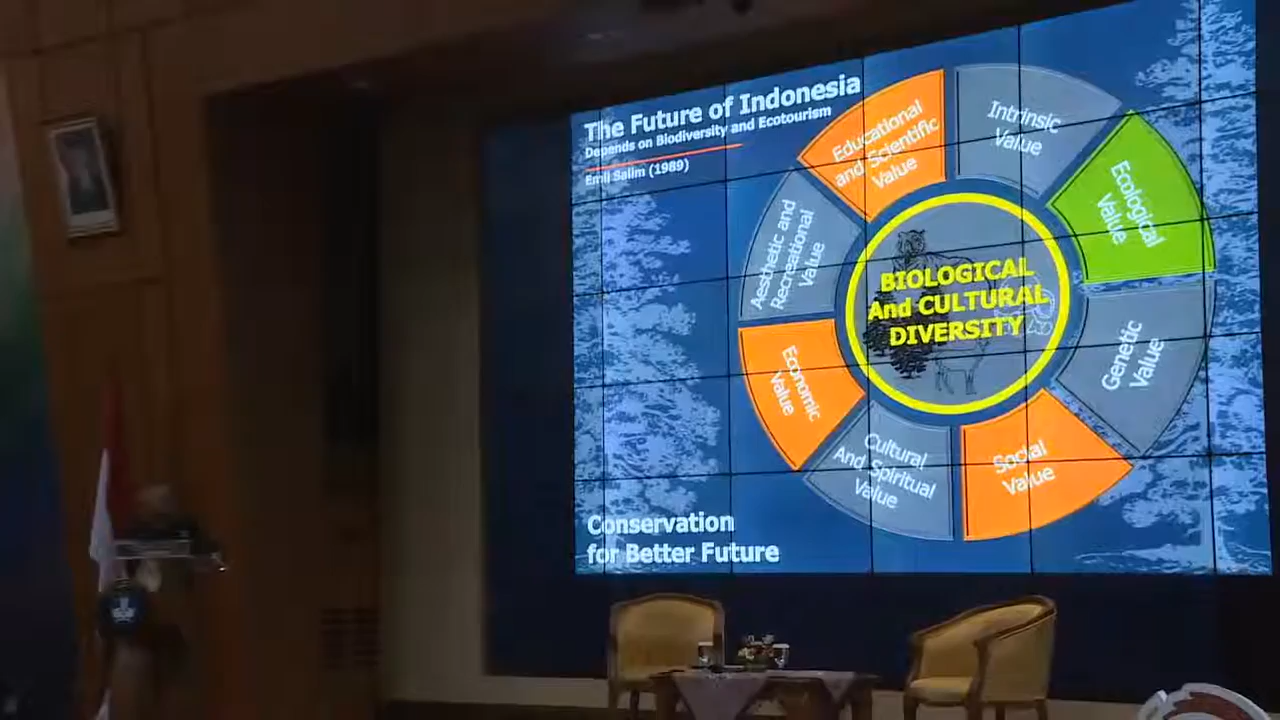 The Future of Indonesia
Depends on Biodiversity and Ecotourism
Emil Salim (1989)
Educational
and Scientific
Value
Intrinsic
Value
Ecological
Value
Genetic
Value
Social
Value
Cultural
And Spiritual
Value
Economic
Value
Aesthetic and
Recreational
Value
BIOLOGICAL
And CULTURAL
DIVERSITY
Conservation
for Better Future